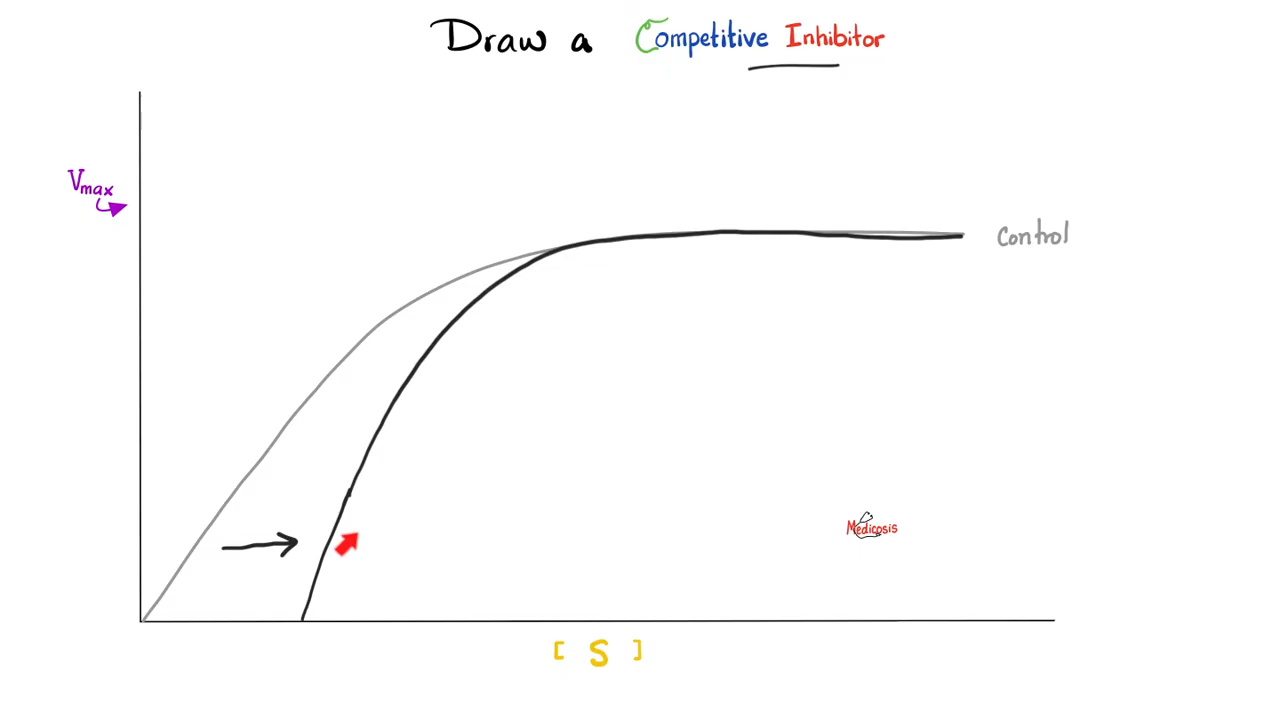 Draw a Competitive Inhibitor
Vmax
Control
Medicosis
[ S ]